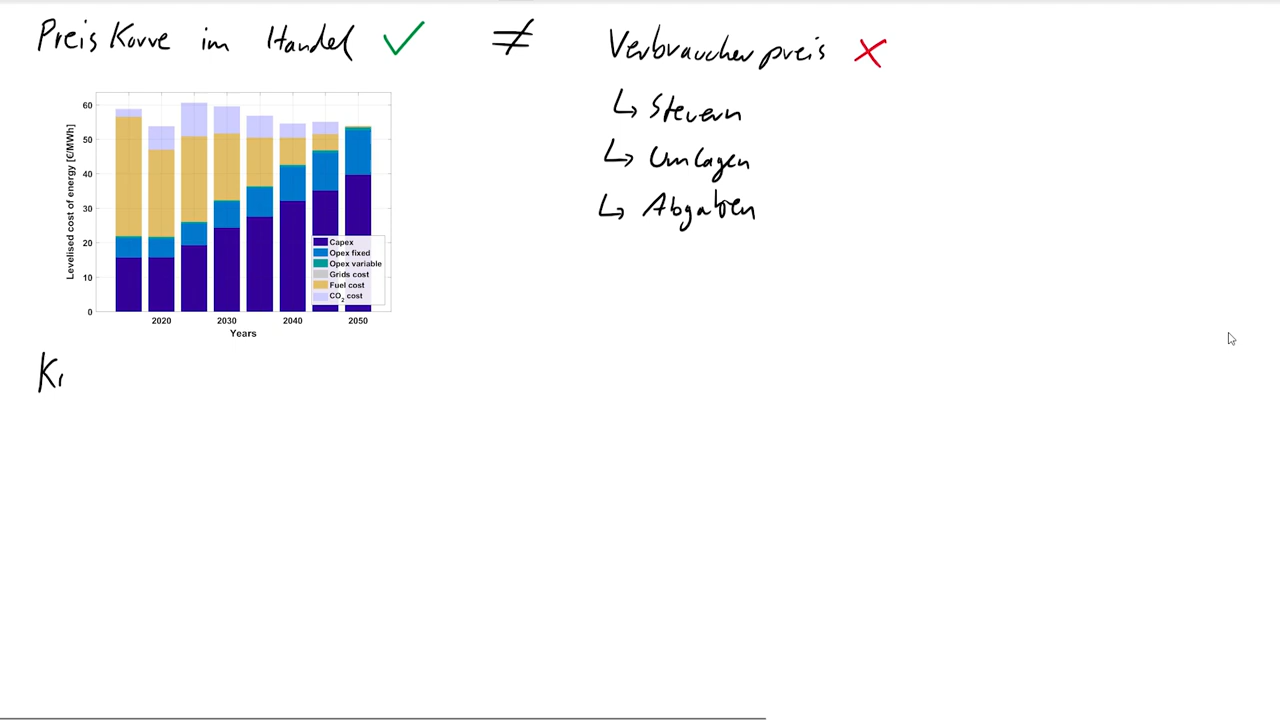 Preis Kurve im Handel ✓ ≠ Verbraucherpreis ✗
↳ Steuern
↳ Umlagen
↳ Abgaben
Levelised cost of energy [€/MWh]
60
50
40
30
20
10
0
Capex
Opex fixed
Opex variable
Grids cost
Fuel cost
CO2 cost
2020 2030 2040 2050
Years